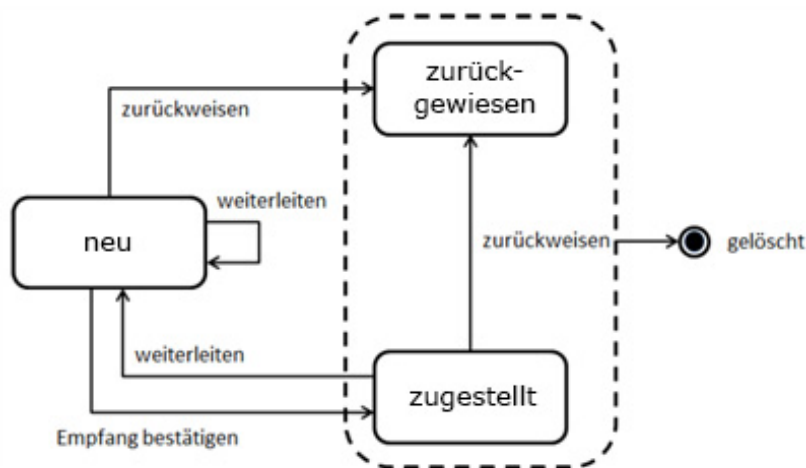 zurück-
gewiesen
zurückweisen
weiterleiten
neu
zurückweisen
gelöscht
weiterleiten
zugestellt
Empfang bestätigen